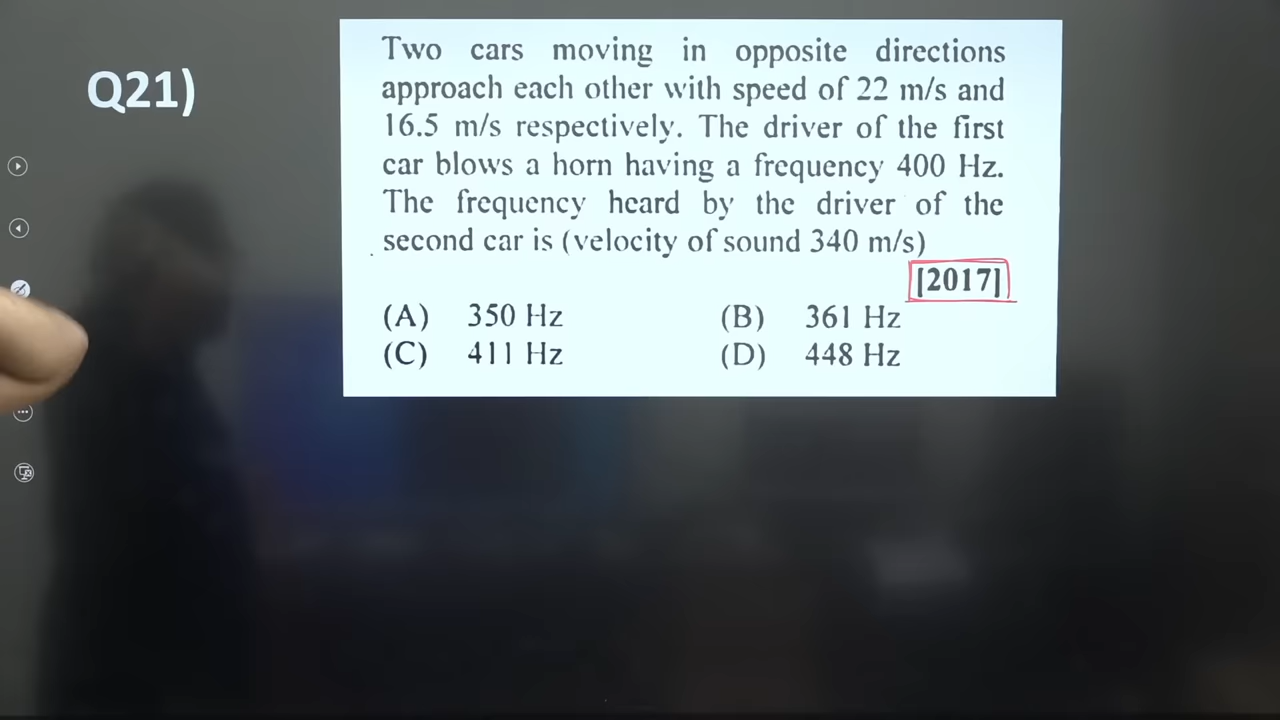 Q21)
Two cars moving in opposite directions
approach each other with speed of 22 m/s and
16.5 m/s respectively. The driver of the first
car blows a horn having a frequency 400 Hz.
The frequency heard by the driver of the
second car is (velocity of sound 340 m/s)
[2017]
(A) 350 Hz (B) 361 Hz
(C) 411 Hz (D) 448 Hz